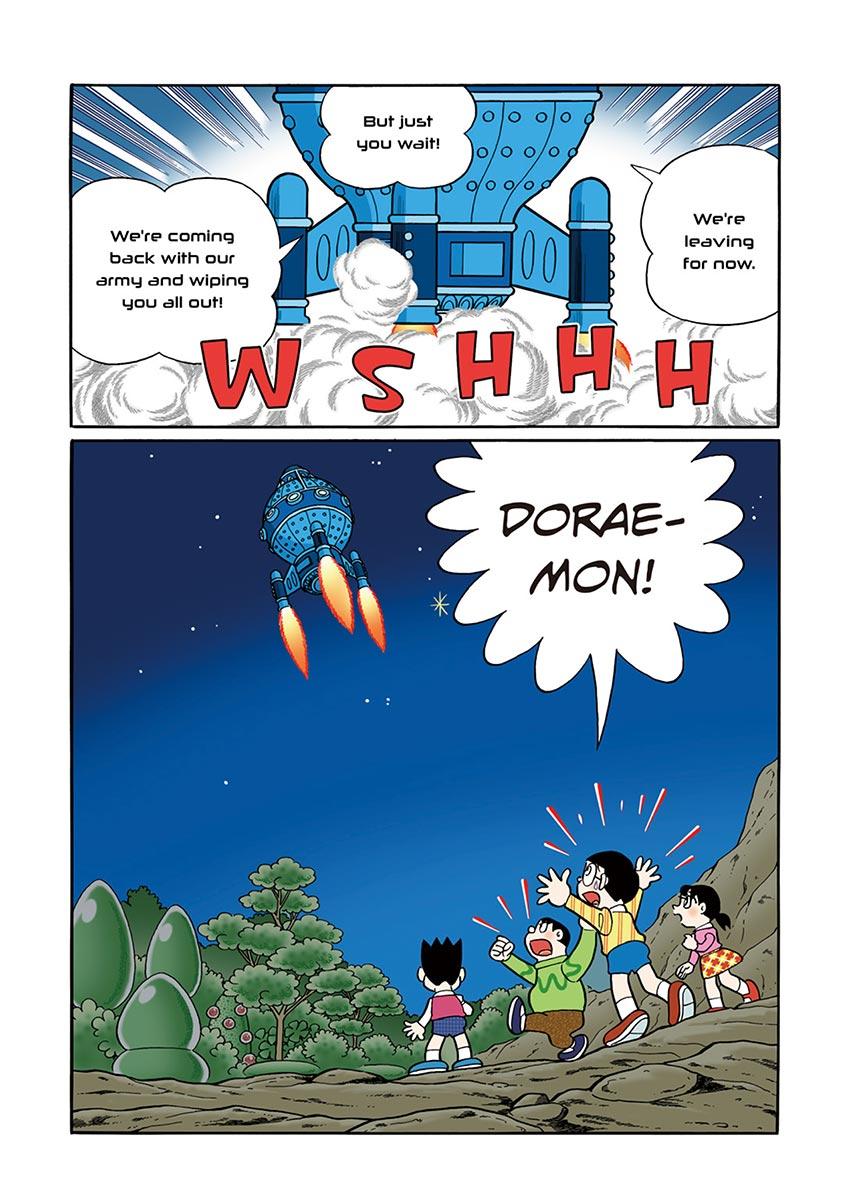 We're
leaving
for now.
But just
you wait!
We're coming
back with our
army and wiping
you all out!
WSHHH
DORAE-
MON!